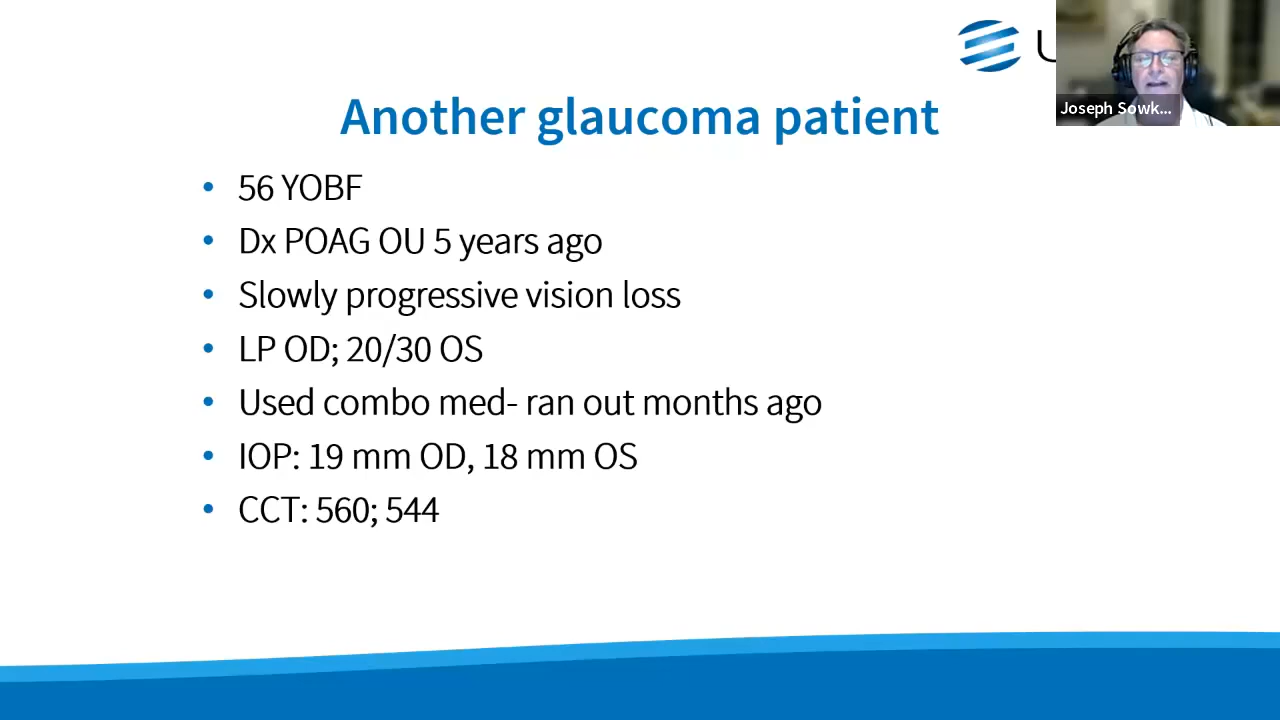 Another glaucoma patient
Joseph Sowk...
• 56 YOBF
• Dx POAG OU 5 years ago
• Slowly progressive vision loss
• LP OD; 20/30 OS
• Used combo med- ran out months ago
• IOP: 19 mm OD, 18 mm OS
• CCT: 560; 544